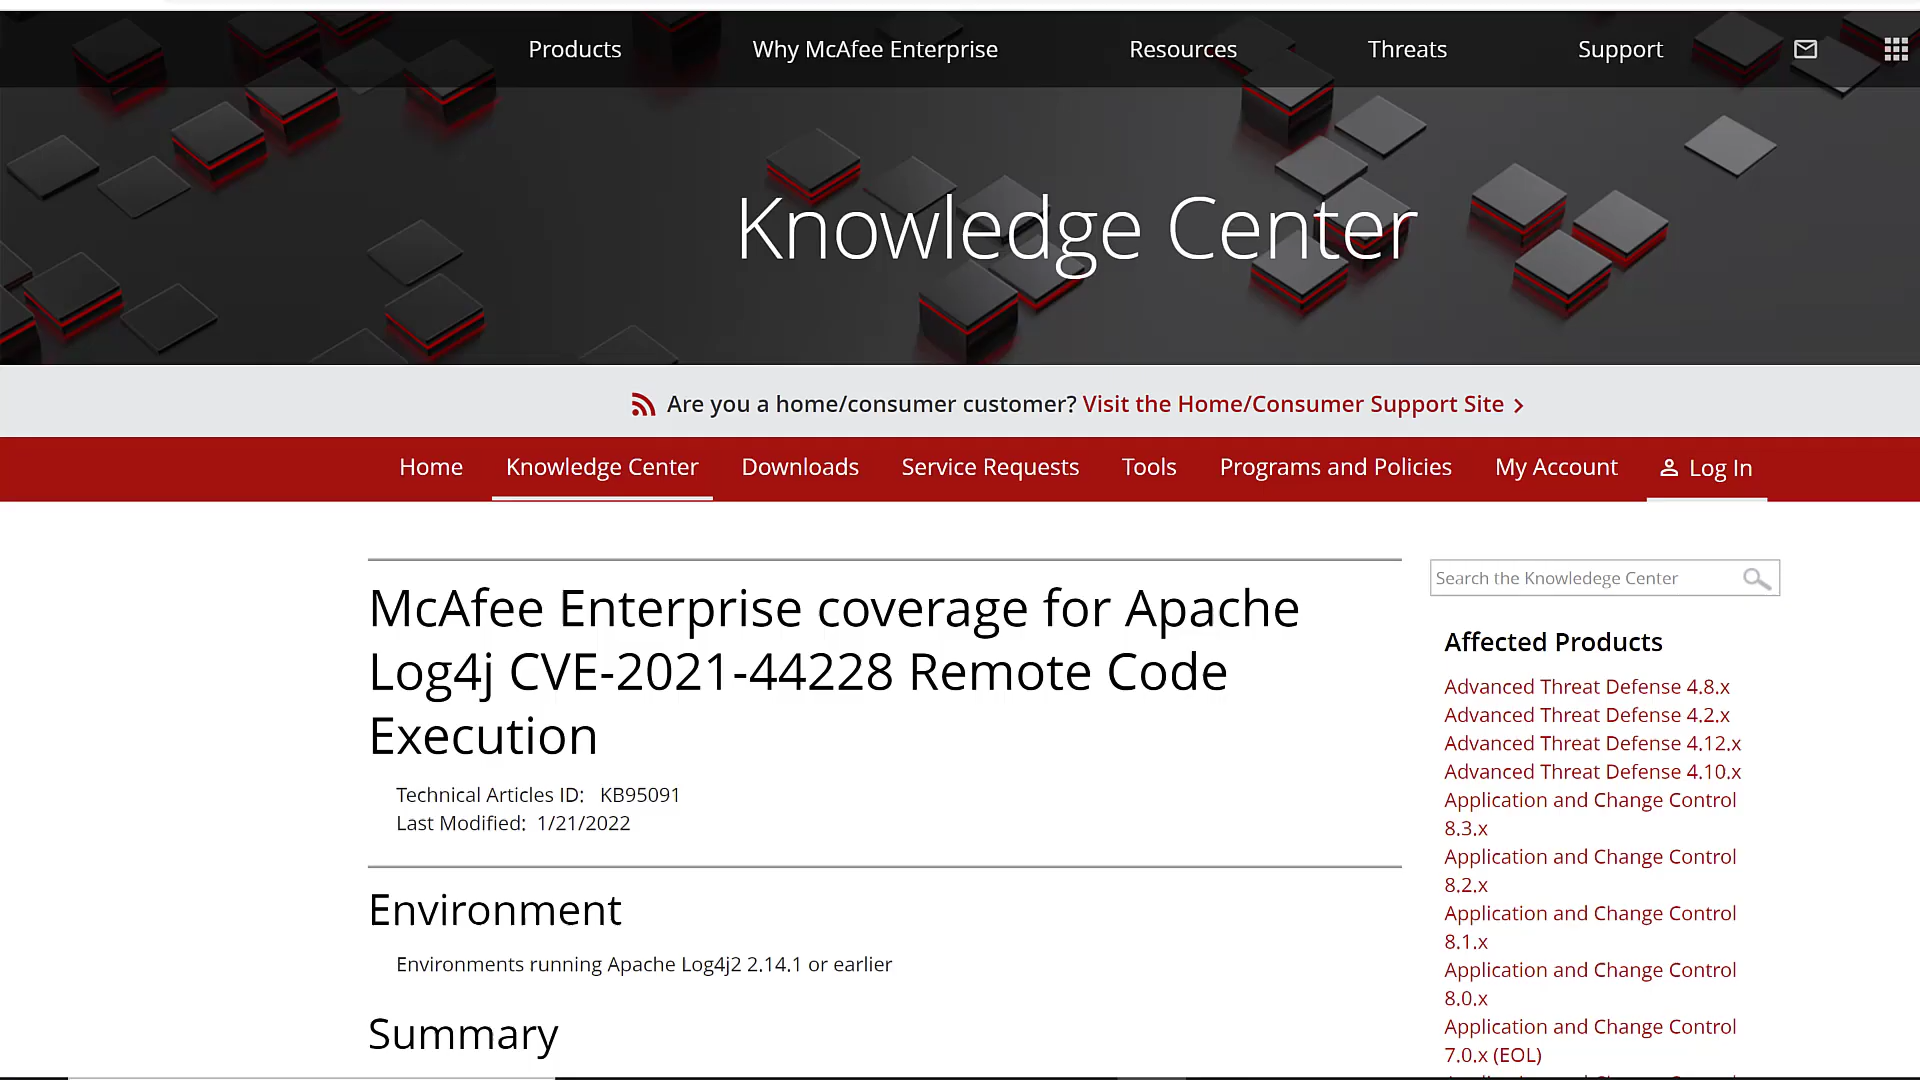 Products Why McAfee Enterprise Resources Threats Support
Knowledge Center
Are you a home/consumer customer? Visit the Home/Consumer Support Site
Home Knowledge Center Downloads Service Requests Tools Programs and Policies My Account Log In
McAfee Enterprise coverage for Apache
Log4j CVE-2021-44228 Remote Code
Execution
Technical Articles ID: KB95091
Last Modified: 1/21/2022
Environment
Environments running Apache Log4j2 2.14.1 or earlier
Summary
Search the Knowledege Center
Affected Products
Advanced Threat Defense 4.8.x
Advanced Threat Defense 4.2.x
Advanced Threat Defense 4.12.x
Advanced Threat Defense 4.10.x
Application and Change Control
8.3.x
Application and Change Control
8.2.x
Application and Change Control
8.1.x
Application and Change Control
8.0.x
Application and Change Control
7.0.x (EOL)